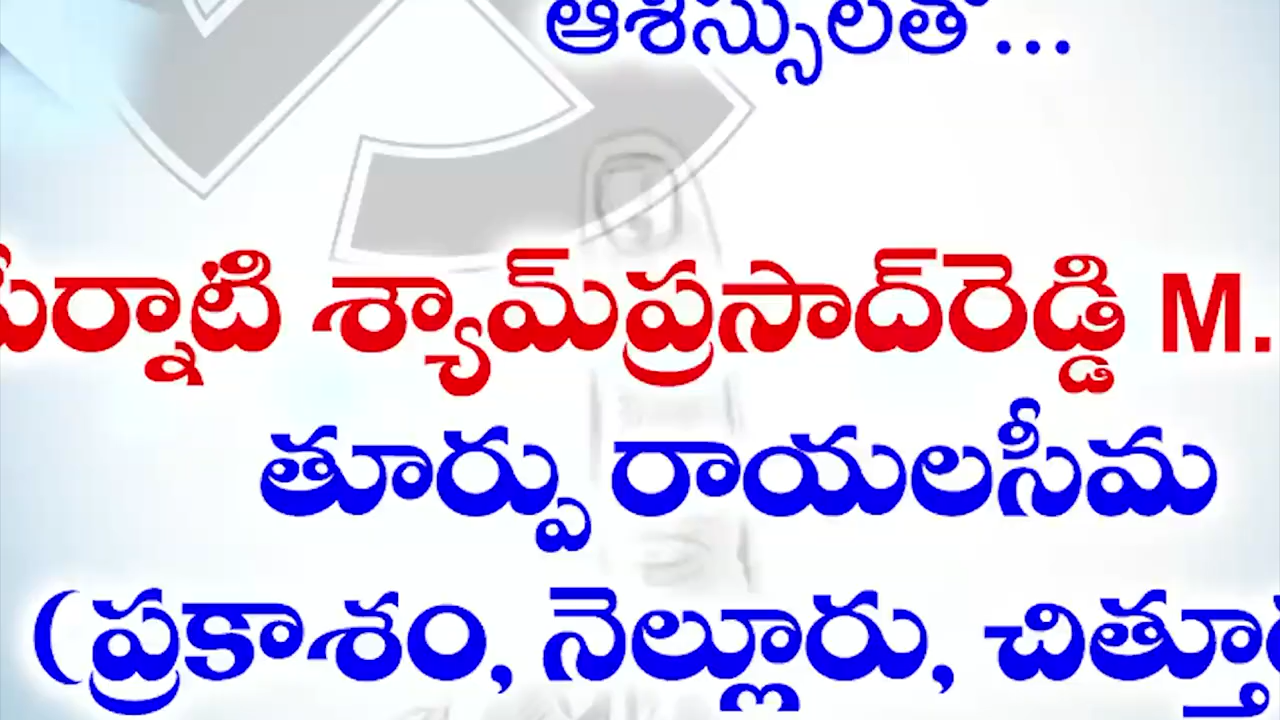 ఆశీస్సులతో...
పేర్నాటి శ్యామ్‌ప్రసాద్‌రెడ్డి M.
తూర్పు రాయలసీమ
(ప్రకాశం, నెల్లూరు, చిత్తూ